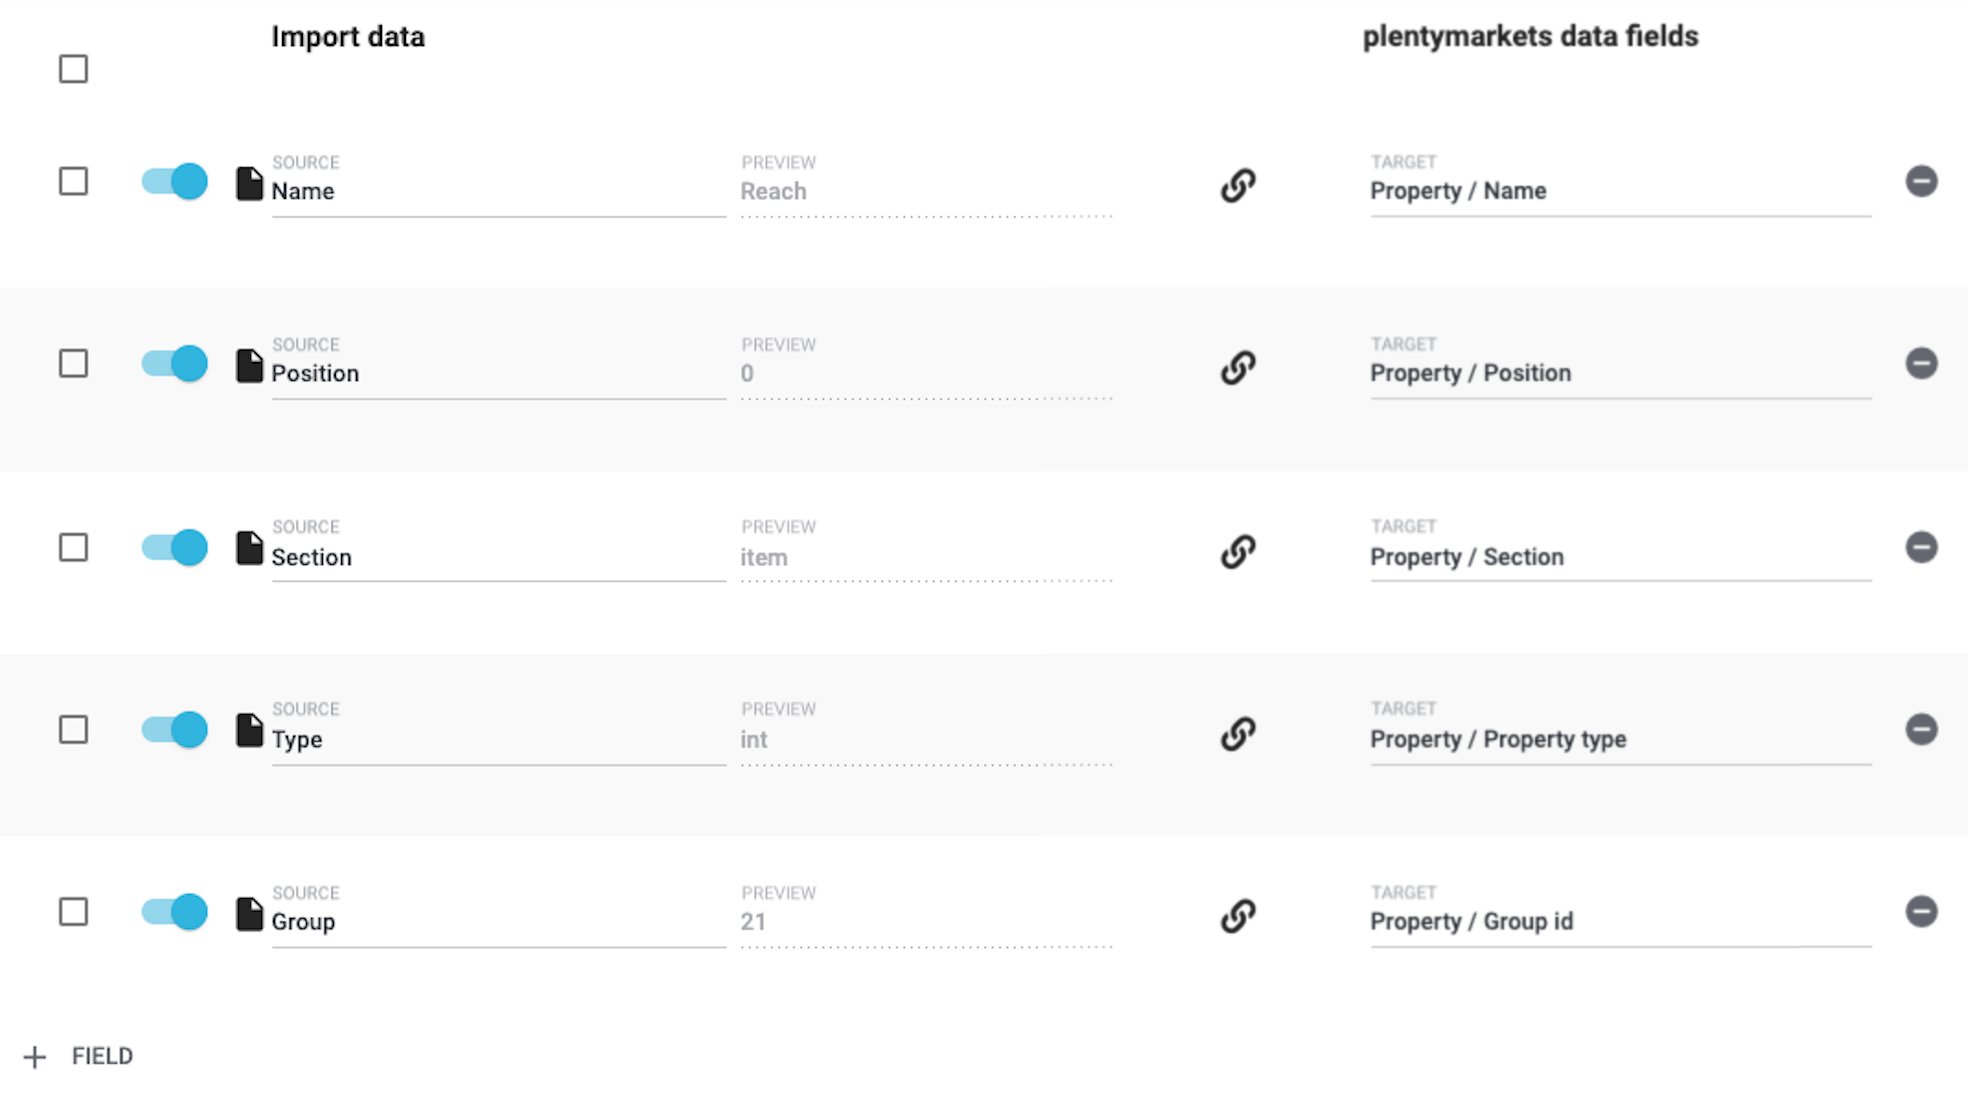 Import data
plentymarkets data fields
SOURCE
Name
PREVIEW
Reach
TARGET
Property / Name
SOURCE
Position
PREVIEW
0
TARGET
Property / Position
SOURCE
Section
PREVIEW
item
TARGET
Property / Section
SOURCE
Type
PREVIEW
int
TARGET
Property / Property type
SOURCE
Group
PREVIEW
21
TARGET
Property / Group id
FIELD